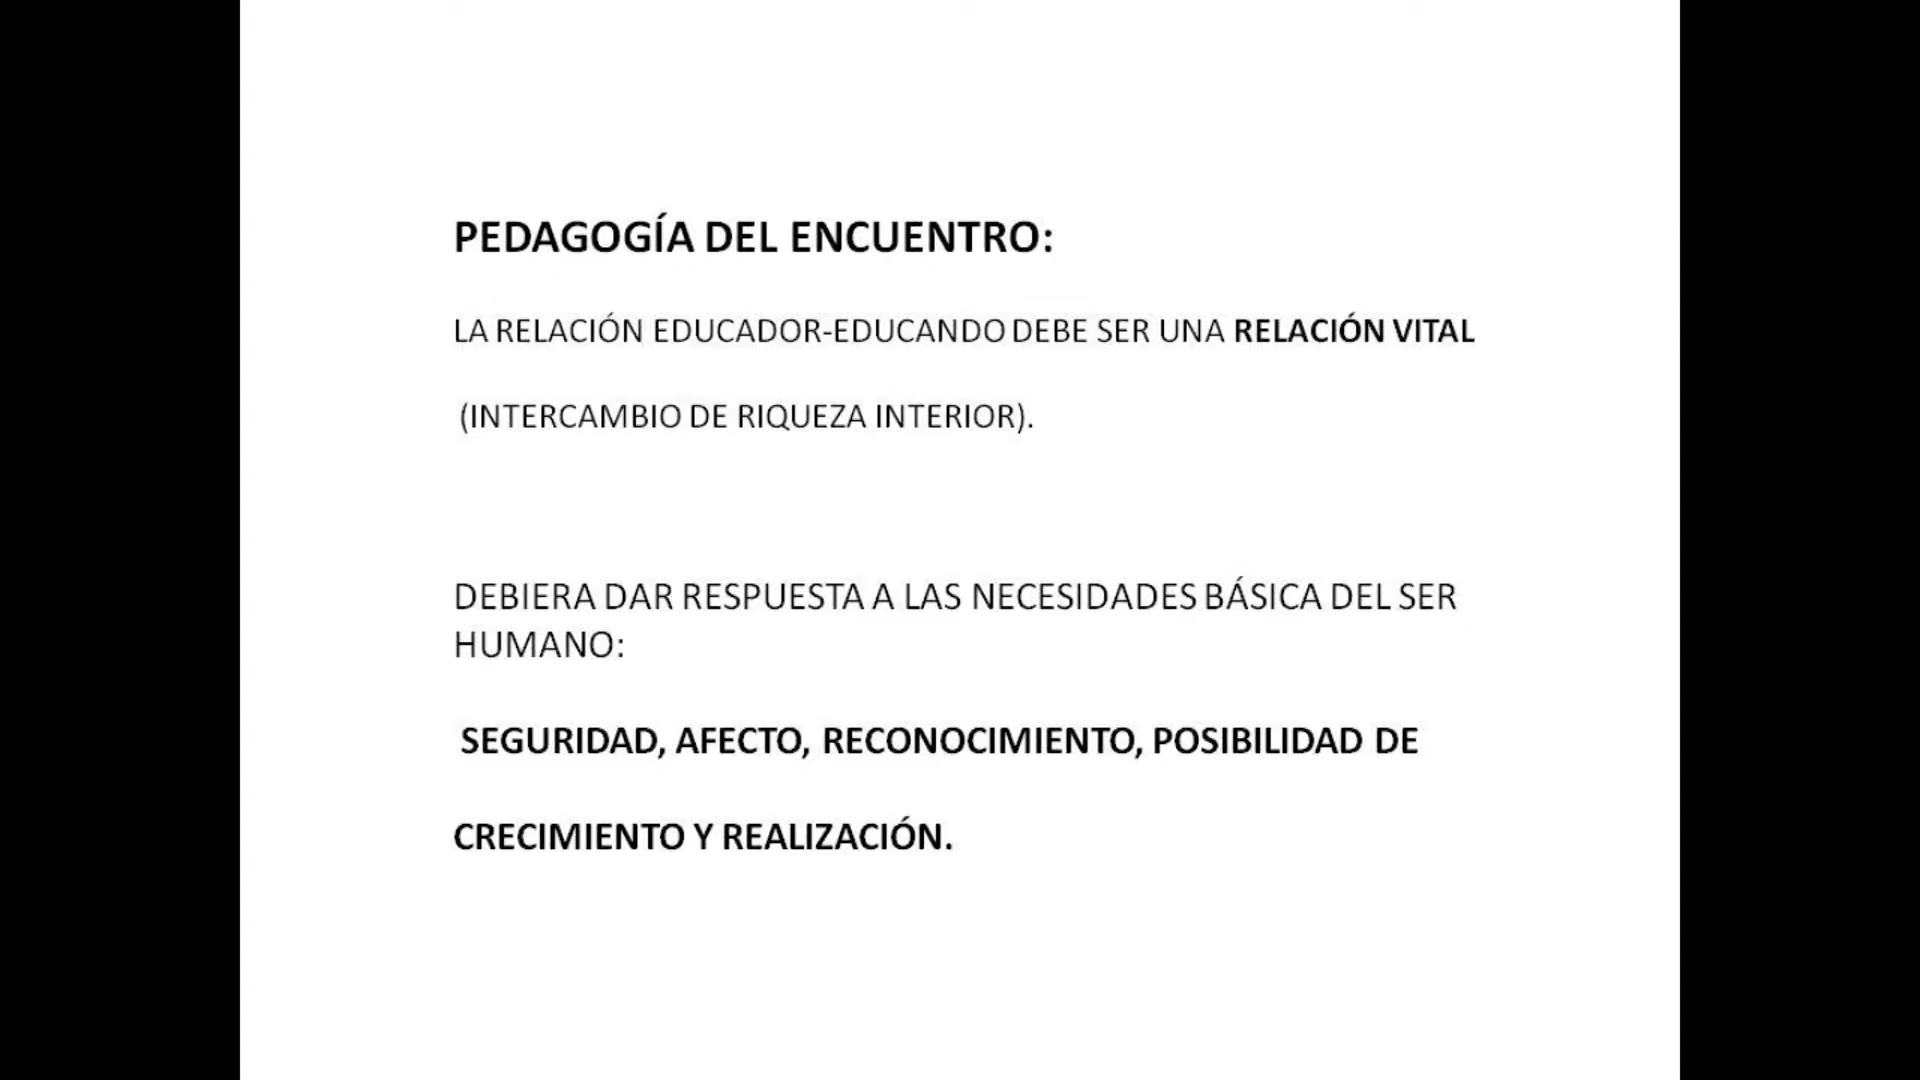 PEDAGOGÍA DEL ENCUENTRO:
LA RELACIÓN EDUCADOR-EDUCANDO DEBE SER UNA RELACIÓN VITAL
(INTERCAMBIO DE RIQUEZA INTERIOR).
DEBIERA DAR RESPUESTA A LAS NECESIDADES BÁSICA DEL SER
HUMANO:
SEGURIDAD, AFECTO, RECONOCIMIENTO, POSIBILIDAD DE
CRECIMIENTO Y REALIZACIÓN.